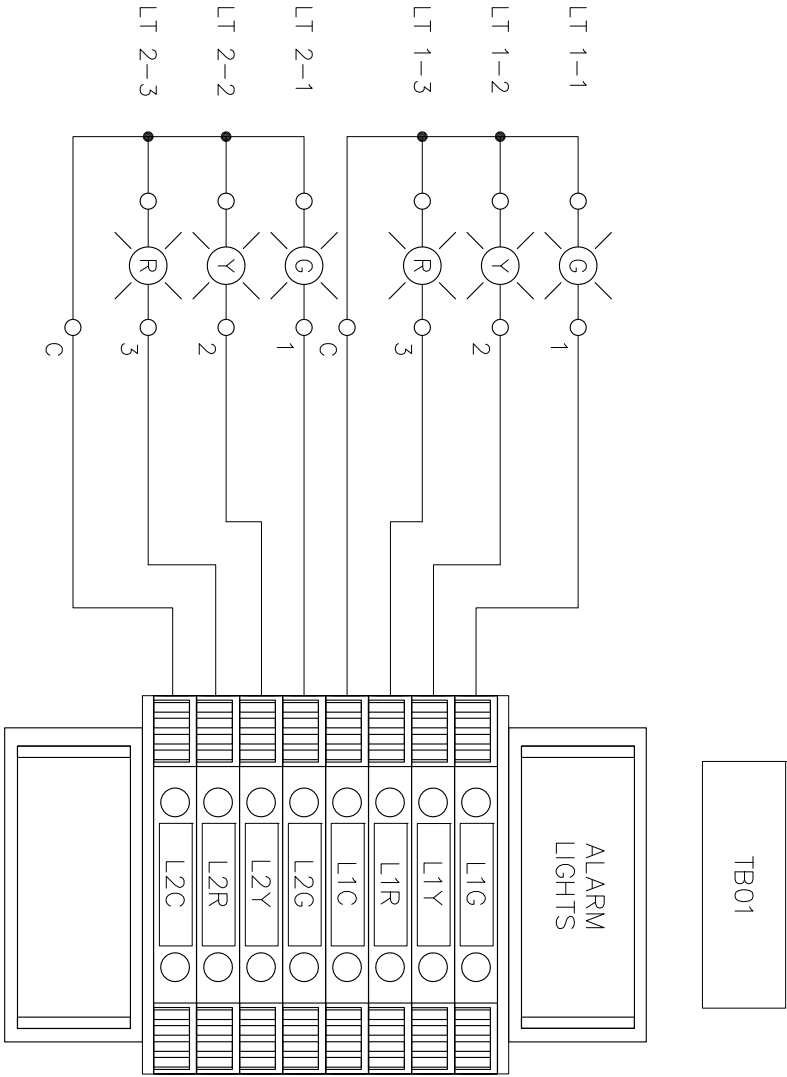 TB01
ALARM
LIGHTS
LT 1-1
G
1
L1G
LT 1-2
Y
2
L1Y
LT 1-3
R
3
L1R
C
L1C
LT 2-1
G
1
L2G
LT 2-2
Y
2
L2Y
LT 2-3
R
3
L2R
C
L2C